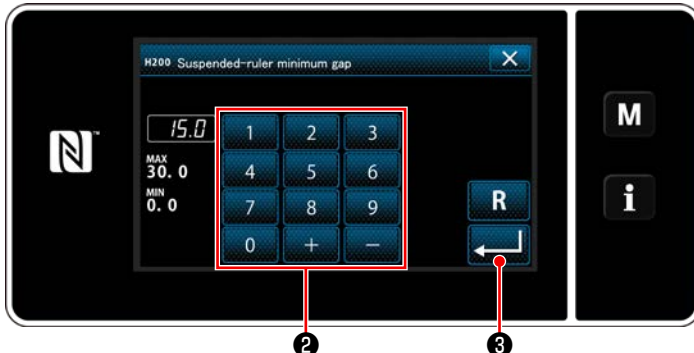 H200 Suspended-ruler minimum gap
15.0
1 2 3
MAX
30. 0
4 5 6
MIN
0. 0
7 8 9
0 + −
R
M
i
N
™
❷ ❸